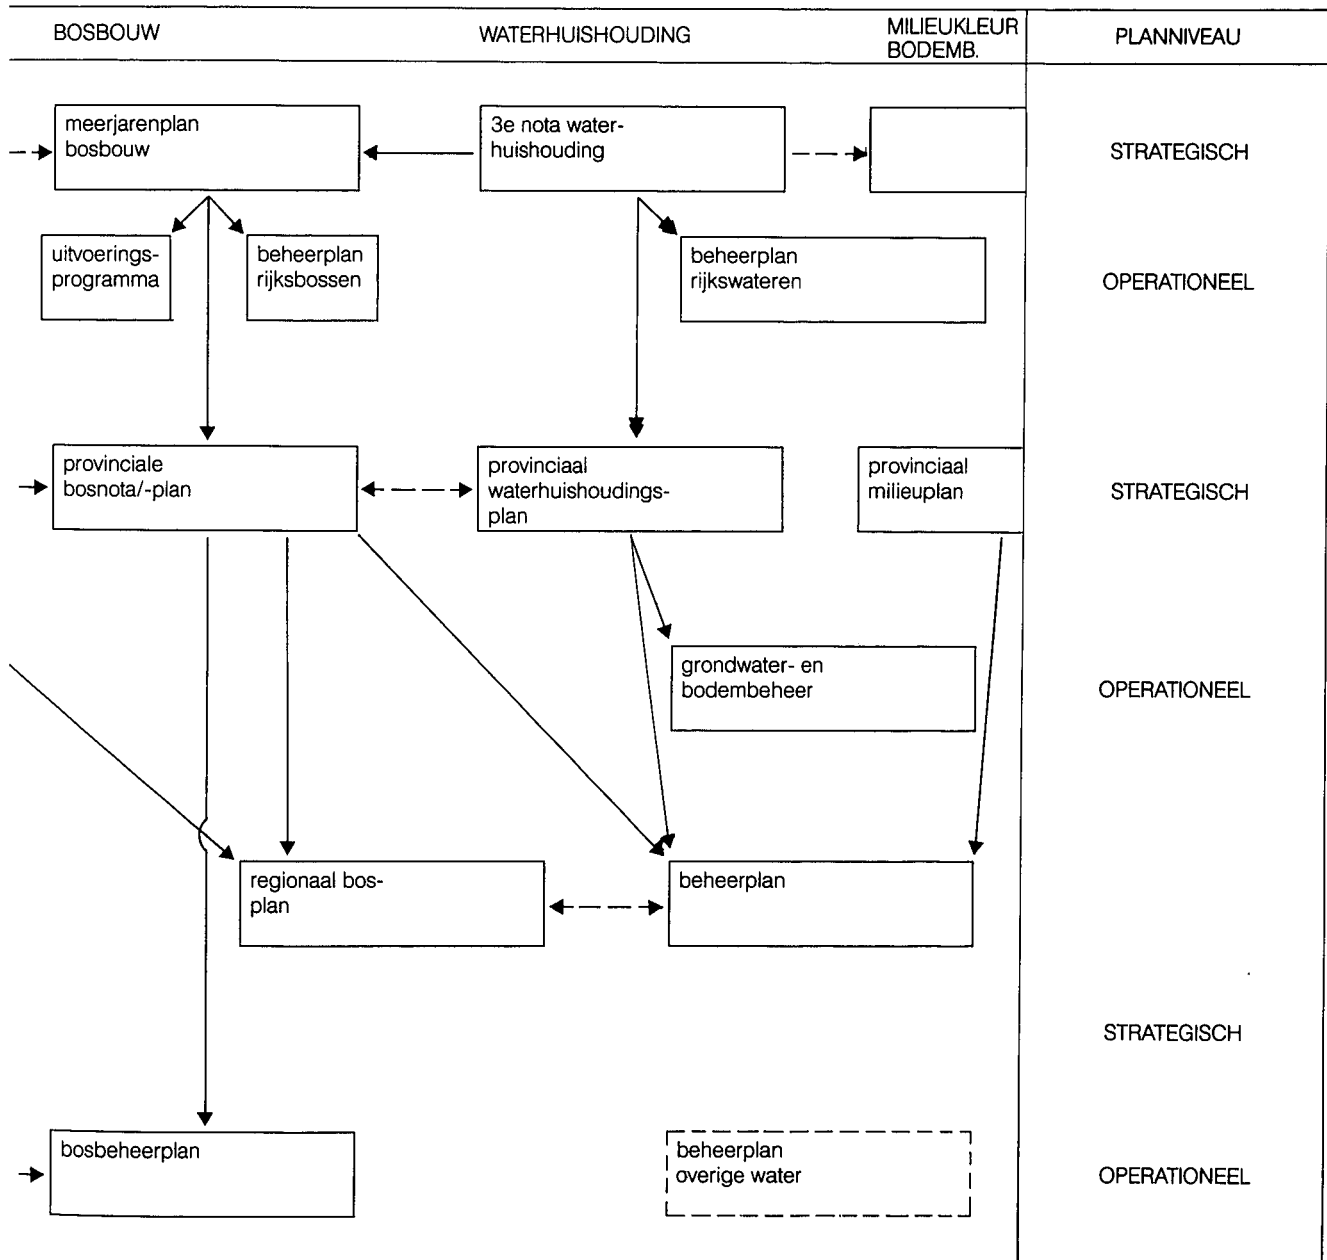 BOSBOUW
WATERHUISHOUDING
MILIEUKLEUR
BODEMB.
PLANNIVEAU
meerjarenplan
bosbouw
3e nota water-
huishouding
STRATEGISCH
uitvoerings-
programma
beheerplan
rijksbossen
beheerplan
rijkswateren
OPERATIONEEL
provinciale
bosnota/-plan
provinciaal
waterhuishoudings-
plan
provinciaal
milieuplan
STRATEGISCH
grondwater- en
bodembeheer
OPERATIONEEL
regionaal bos-
plan
beheerplan
STRATEGISCH
bosbeheerplan
beheerplan
overige water
OPERATIONEEL